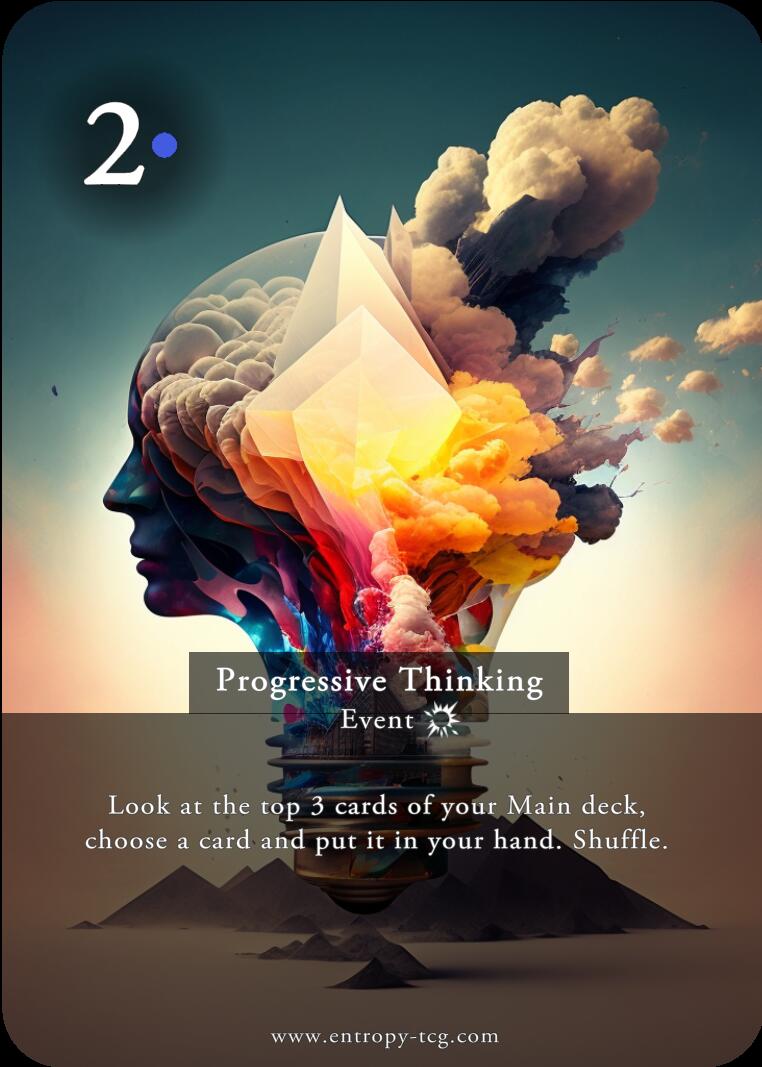 2
Progressive Thinking
Event
Look at the top 3 cards of your Main deck,
choose a card and put it in your hand. Shuffle.
www.entropy-tcg.com